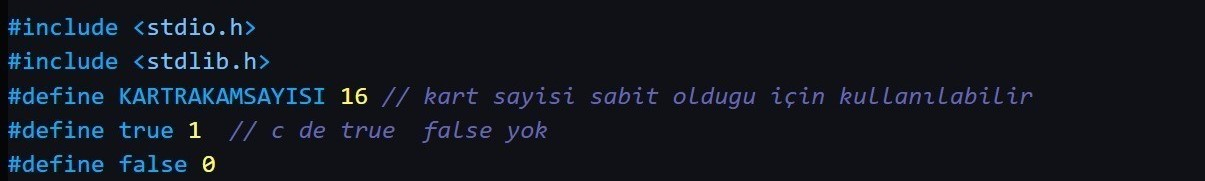 #include <stdio.h>
#include <stdlib.h>
#define KARTRAKAMSAYISI 16 // kart sayisi sabit oldugu için kullanılabilir
#define true 1  // c de true  false yok
#define false 0